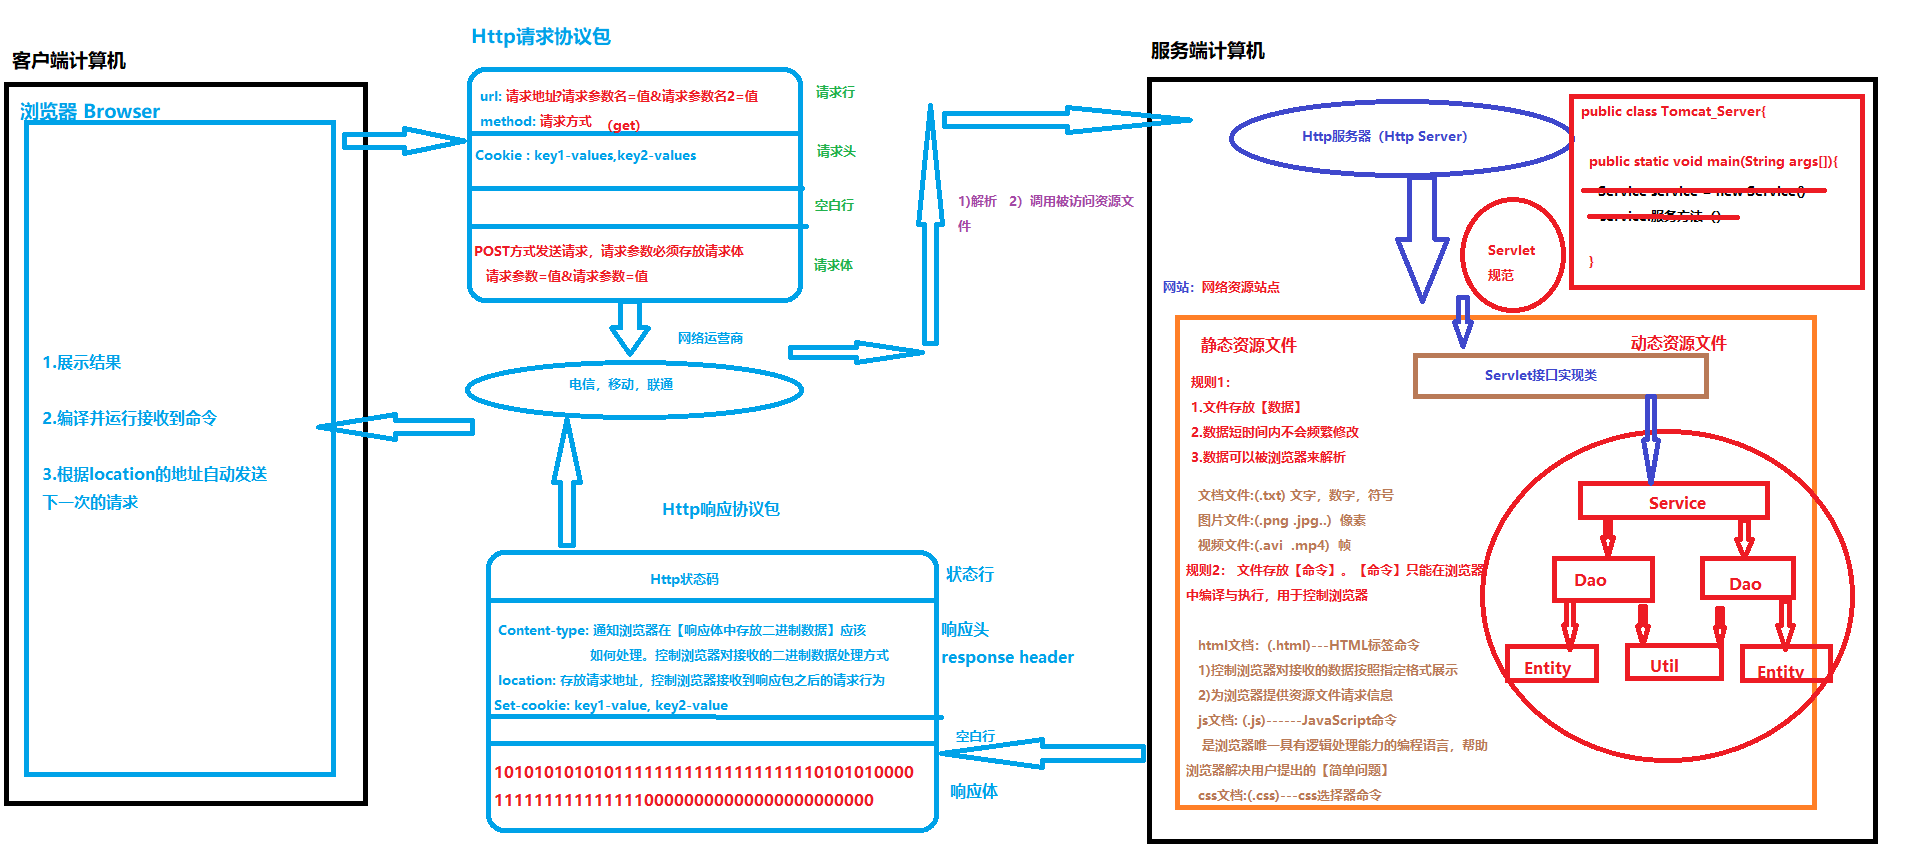 客户端计算机
浏览器 Browser
1.展示结果
2.编译并运行接收到命令
3.根据location的地址自动发送
下一次的请求
Http请求协议包
url: 请求地址?请求参数名=值&请求参数名2=值
method: 请求方式 (get)
请求行
Cookie : key1-values,key2-values
请求头
空白行
POST方式发送请求，请求参数必须存放请求体
请求参数=值&请求参数=值
请求体
网络运营商
电信，移动，联通
Http响应协议包
Http状态码
状态行
Content-type: 通知浏览器在【响应体中存放二进制数据】应该
如何处理。控制浏览器对接收的二进制数据处理方式
location: 存放请求地址，控制浏览器接收到响应包之后的请求行为
Set-cookie: key1-value, key2-value
响应头
response header
空白行
1010101010101111111111111111111110101010000
响应体
1)解析 2）调用被访问资源文
件
服务端计算机
Http服务器（Http Server）
public class Tomcat_Server{
public static void main(String args[]){
Service service = new Service()
service.服务方法 ()
}
Servlet
规范
网站：网络资源站点
静态资源文件
动态资源文件
Servlet接口实现类
规则1：
1.文件存放【数据】
2.数据短时间内不会频繁修改
3.数据可以被浏览器来解析
文档文件:(.txt) 文字，数字，符号
图片文件:(.png .jpg..) 像素
视频文件:(.avi .mp4) 帧
规则2： 文件存放【命令】。【命令】只能在浏览器
中编译与执行，用于控制浏览器
html文档：(.html)---HTML标签命令
1)控制浏览器对接收的数据按照指定格式展示
2)为浏览器提供资源文件请求信息
js文档: (.js)------JavaScript命令
是浏览器唯一具有逻辑处理能力的编程语言，帮助
浏览器解决用户提出的【简单问题】
css文档:(.css)---css选择器命令
Service
Dao
Dao
Entity
Util
Entity